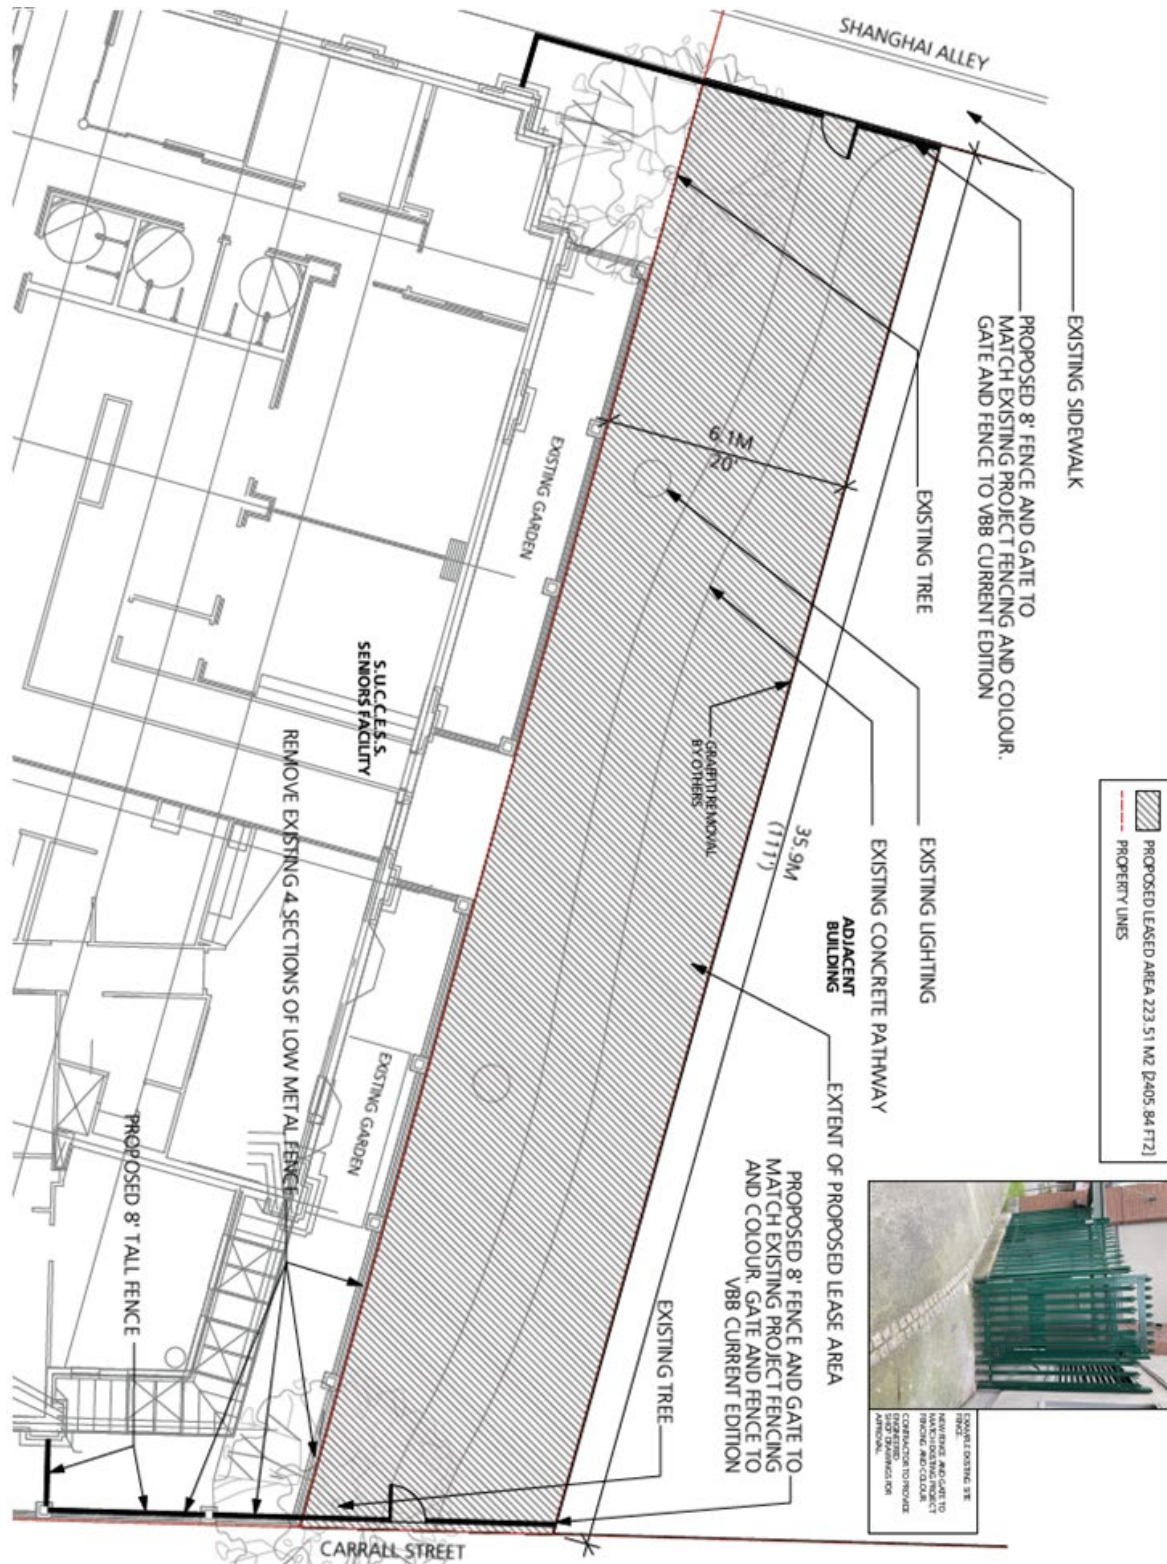 SHANGHAI ALLEY
EXISTING SIDEWALK
PROPOSED 8' FENCE AND GATE TO
MATCH EXISTING PROJECT FENCING AND COLOUR.
GATE AND FENCE TO VBB CURRENT EDITION
EXISTING TREE
EXISTING LIGHTING
EXISTING CONCRETE PATHWAY
PROPOSED LEASED AREA 223.51 M2 [2405.84 FT2]
PROPERTY LINES
6.1M
20'
35.9M
(111')
EXISTING GARDEN
GRAFFITI REMOVAL
BY OTHERS
ADJACENT
BUILDING
S.U.C.C.E.S.S.
SENIORS FACILITY
REMOVE EXISTING 4 SECTIONS OF LOW METAL FENCE
EXISTING GARDEN
PROPOSED 8' TALL FENCE
EXTENT OF PROPOSED LEASE AREA
PROPOSED 8' FENCE AND GATE TO
MATCH EXISTING PROJECT FENCING
AND COLOUR. GATE AND FENCE TO
VBB CURRENT EDITION
EXISTING TREE
EXAMPLE EXISTING SITE
FENCE.
NEW FENCE AND GATE TO
MATCH EXISTING PROJECT
FENCING AND COLOUR.
CONTRACTOR TO PROVIDE
ENGINEERED
SHOP DRAWINGS FOR
APPROVAL.
CARRALL STREET